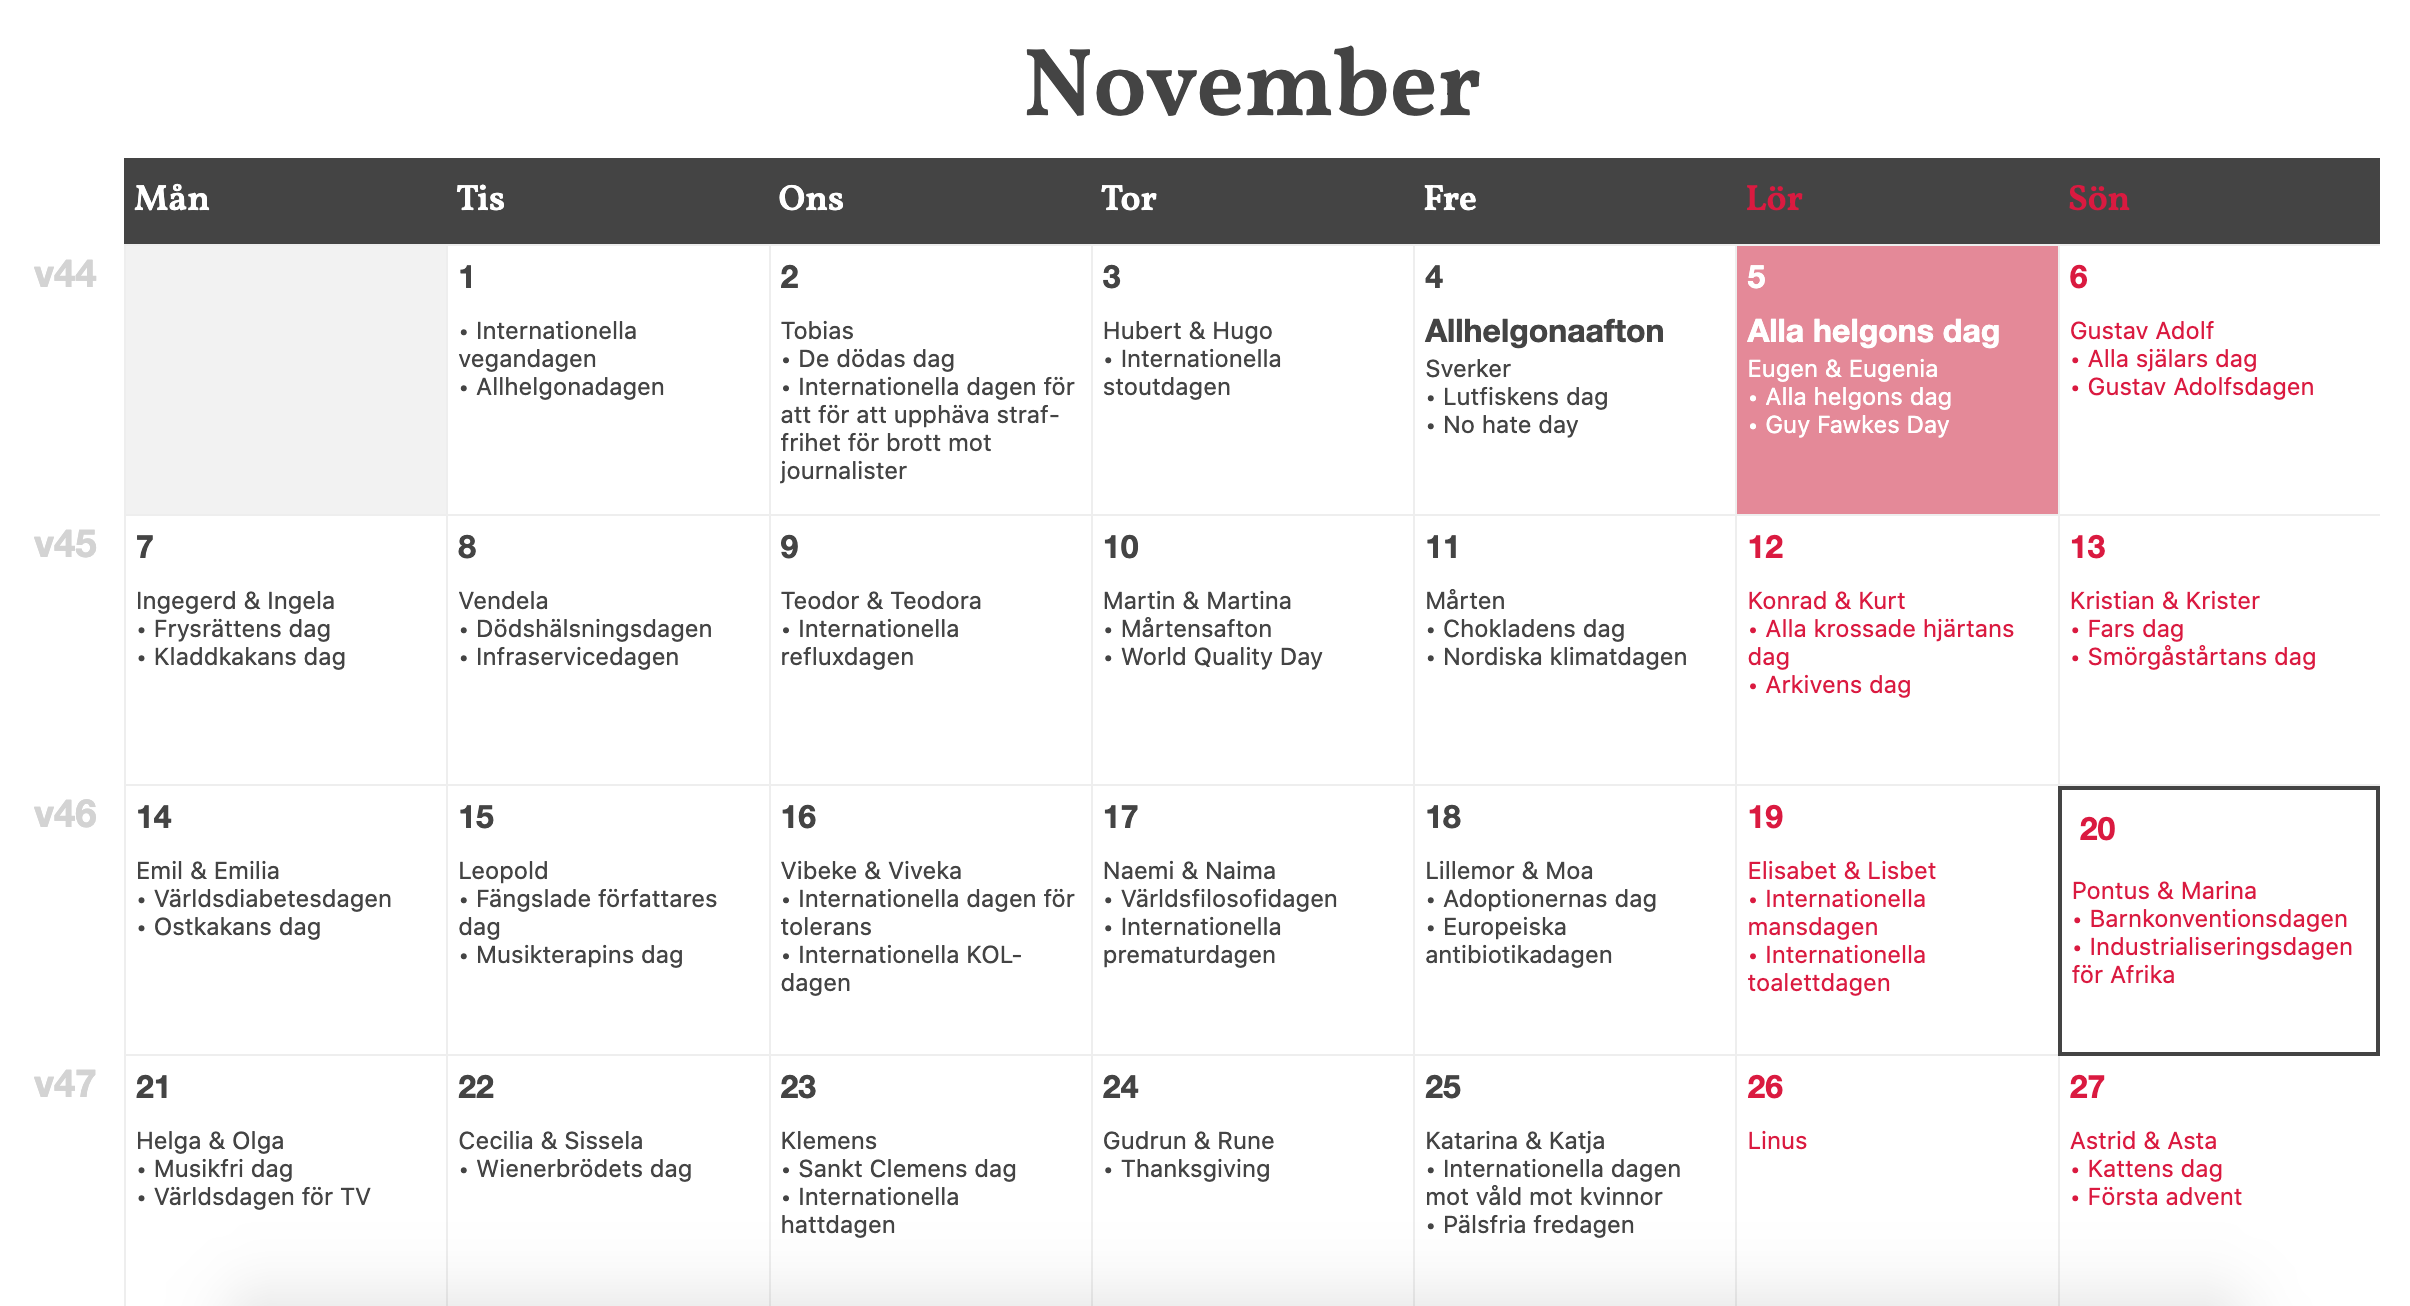 November
Mån Tis Ons Tor Fre Lör Sön
v44
1
• Internationella
vegandagen
• Allhelgonadagen
2
Tobias
• De dödas dag
• Internationella dagen för
att för att upphäva straf-
frihet för brott mot
journalister
3
Hubert & Hugo
• Internationella
stoutdagen
4
Allhelgonaafton
Sverker
• Lutfiskens dag
• No hate day
5
Alla helgons dag
Eugen & Eugenia
• Alla helgons dag
• Guy Fawkes Day
6
Gustav Adolf
• Alla själars dag
• Gustav Adolfsdagen
v45
7
Ingegerd & Ingela
• Frysrättens dag
• Kladdkakans dag
8
Vendela
• Dödshälsningsdagen
• Infraservicedagen
9
Teodor & Teodora
• Internationella
refluxdagen
10
Martin & Martina
• Mårtensafton
• World Quality Day
11
Mårten
• Chokladens dag
• Nordiska klimatdagen
12
Konrad & Kurt
• Alla krossade hjärtans
dag
• Arkivens dag
13
Kristian & Krister
• Fars dag
• Smörgåstårtans dag
v46
14
Emil & Emilia
• Världsdiabetesdagen
• Ostkakans dag
15
Leopold
• Fängslade författares
dag
• Musikterapins dag
16
Vibeke & Viveka
• Internationella dagen för
tolerans
• Internationella KOL-
dagen
17
Naemi & Naima
• Världsfilosofidagen
• Internationella
prematurdagen
18
Lillemor & Moa
• Adoptionernas dag
• Europeiska
antibiotikadagen
19
Elisabet & Lisbet
• Internationella
mansdagen
• Internationella
toalettdagen
20
Pontus & Marina
• Barnkonventionsdagen
• Industrialiseringsdagen
för Afrika
v47
21
Helga & Olga
• Musikfri dag
• Världsdagen för TV
22
Cecilia & Sissela
• Wienerbrödets dag
23
Klemens
• Sankt Clemens dag
• Internationella
hattdagen
24
Gudrun & Rune
• Thanksgiving
25
Katarina & Katja
• Internationella dagen
mot våld mot kvinnor
• Pälsfria fredagen
26
Linus
27
Astrid & Asta
• Kattens dag
• Första advent